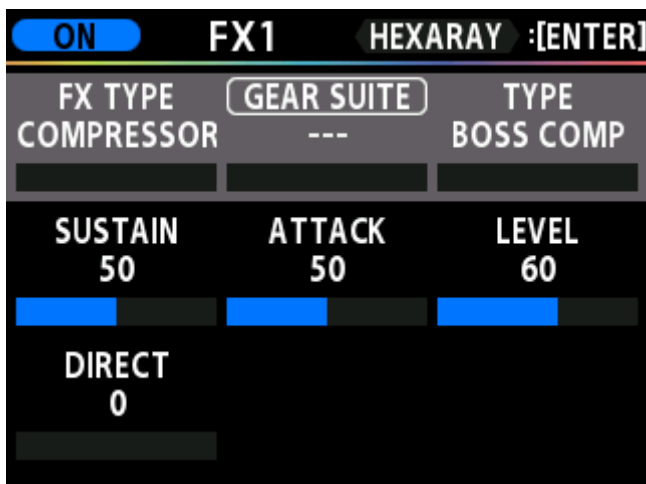 ON FX1 HEXARAY :[ENTER]
FX TYPE GEAR SUITE TYPE
COMPRESSOR --- BOSS COMP
SUSTAIN ATTACK LEVEL
50 50 60
DIRECT
0